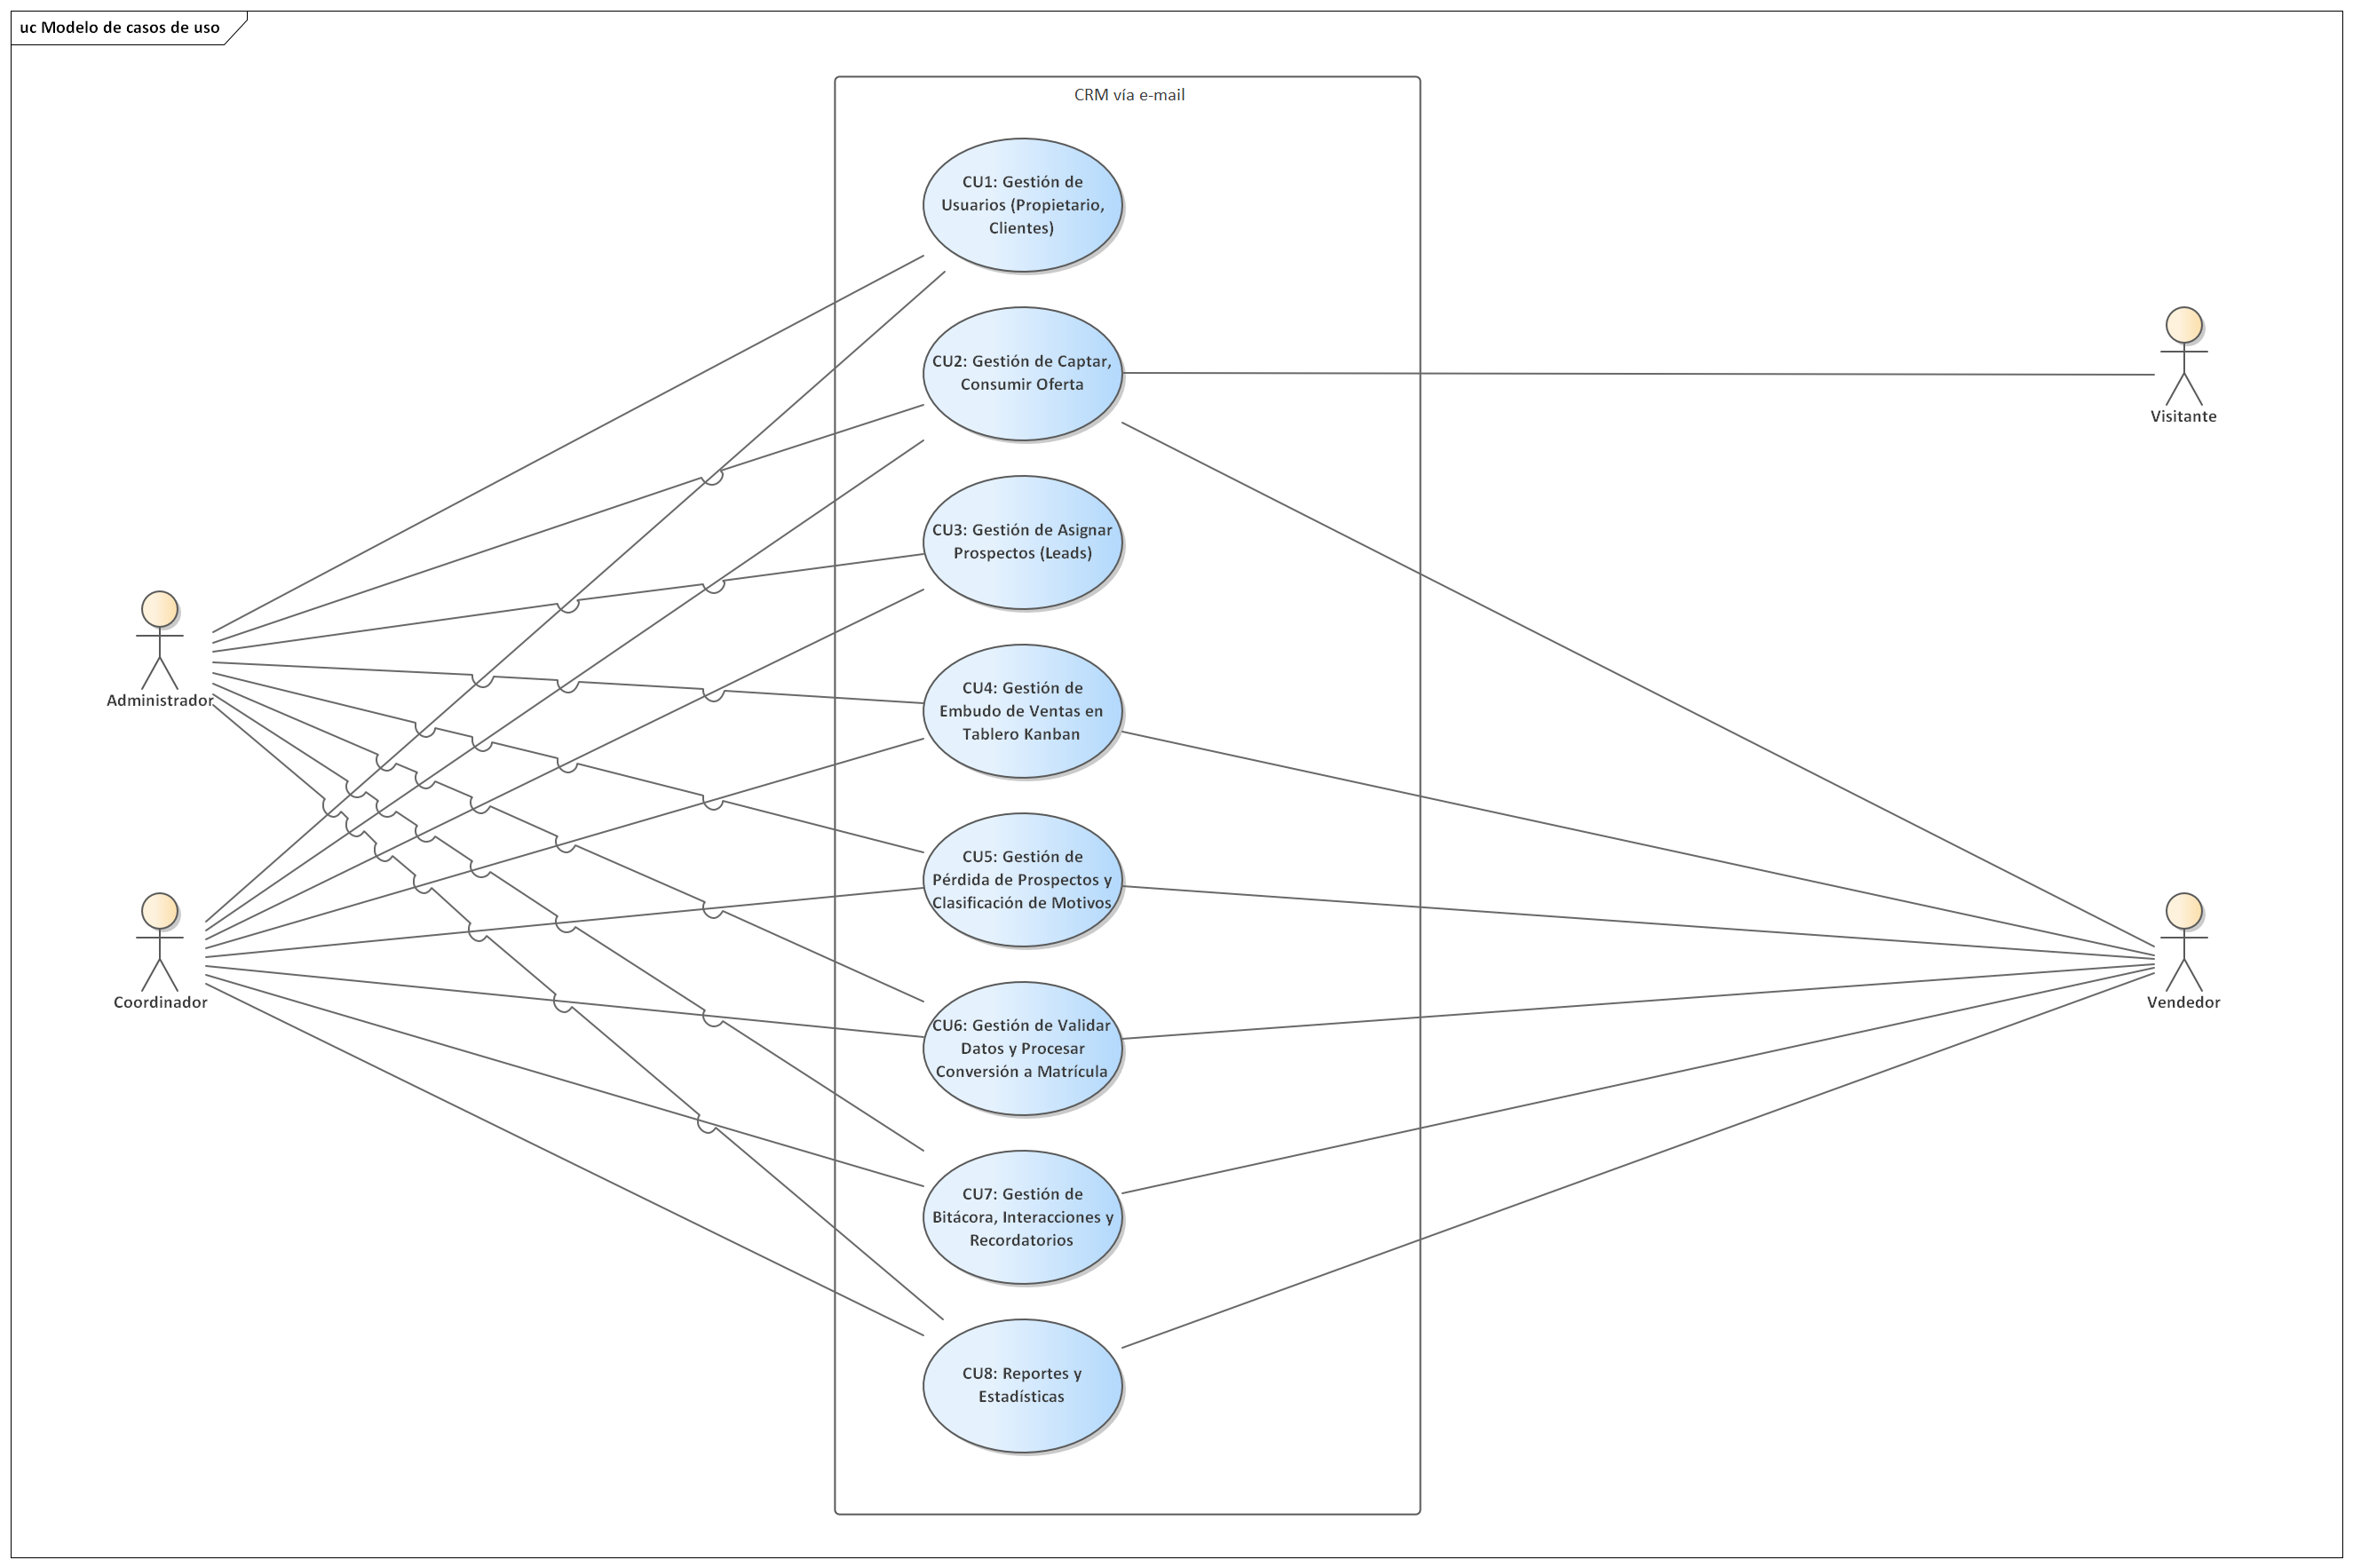 uc Modelo de casos de uso
CRM vía e-mail
CU1: Gestión de
Usuarios (Propietario,
Clientes)
CU2: Gestión de Captar,
Consumir Oferta
Visitante
CU3: Gestión de Asignar
Prospectos (Leads)
Administrador
CU4: Gestión de
Embudo de Ventas en
Tablero Kanban
CU5: Gestión de
Pérdida de Prospectos y
Clasificación de Motivos
Coordinador
Vendedor
CU6: Gestión de Validar
Datos y Procesar
Conversión a Matrícula
CU7: Gestión de
Bitácora, Interacciones y
Recordatorios
CU8: Reportes y
Estadísticas